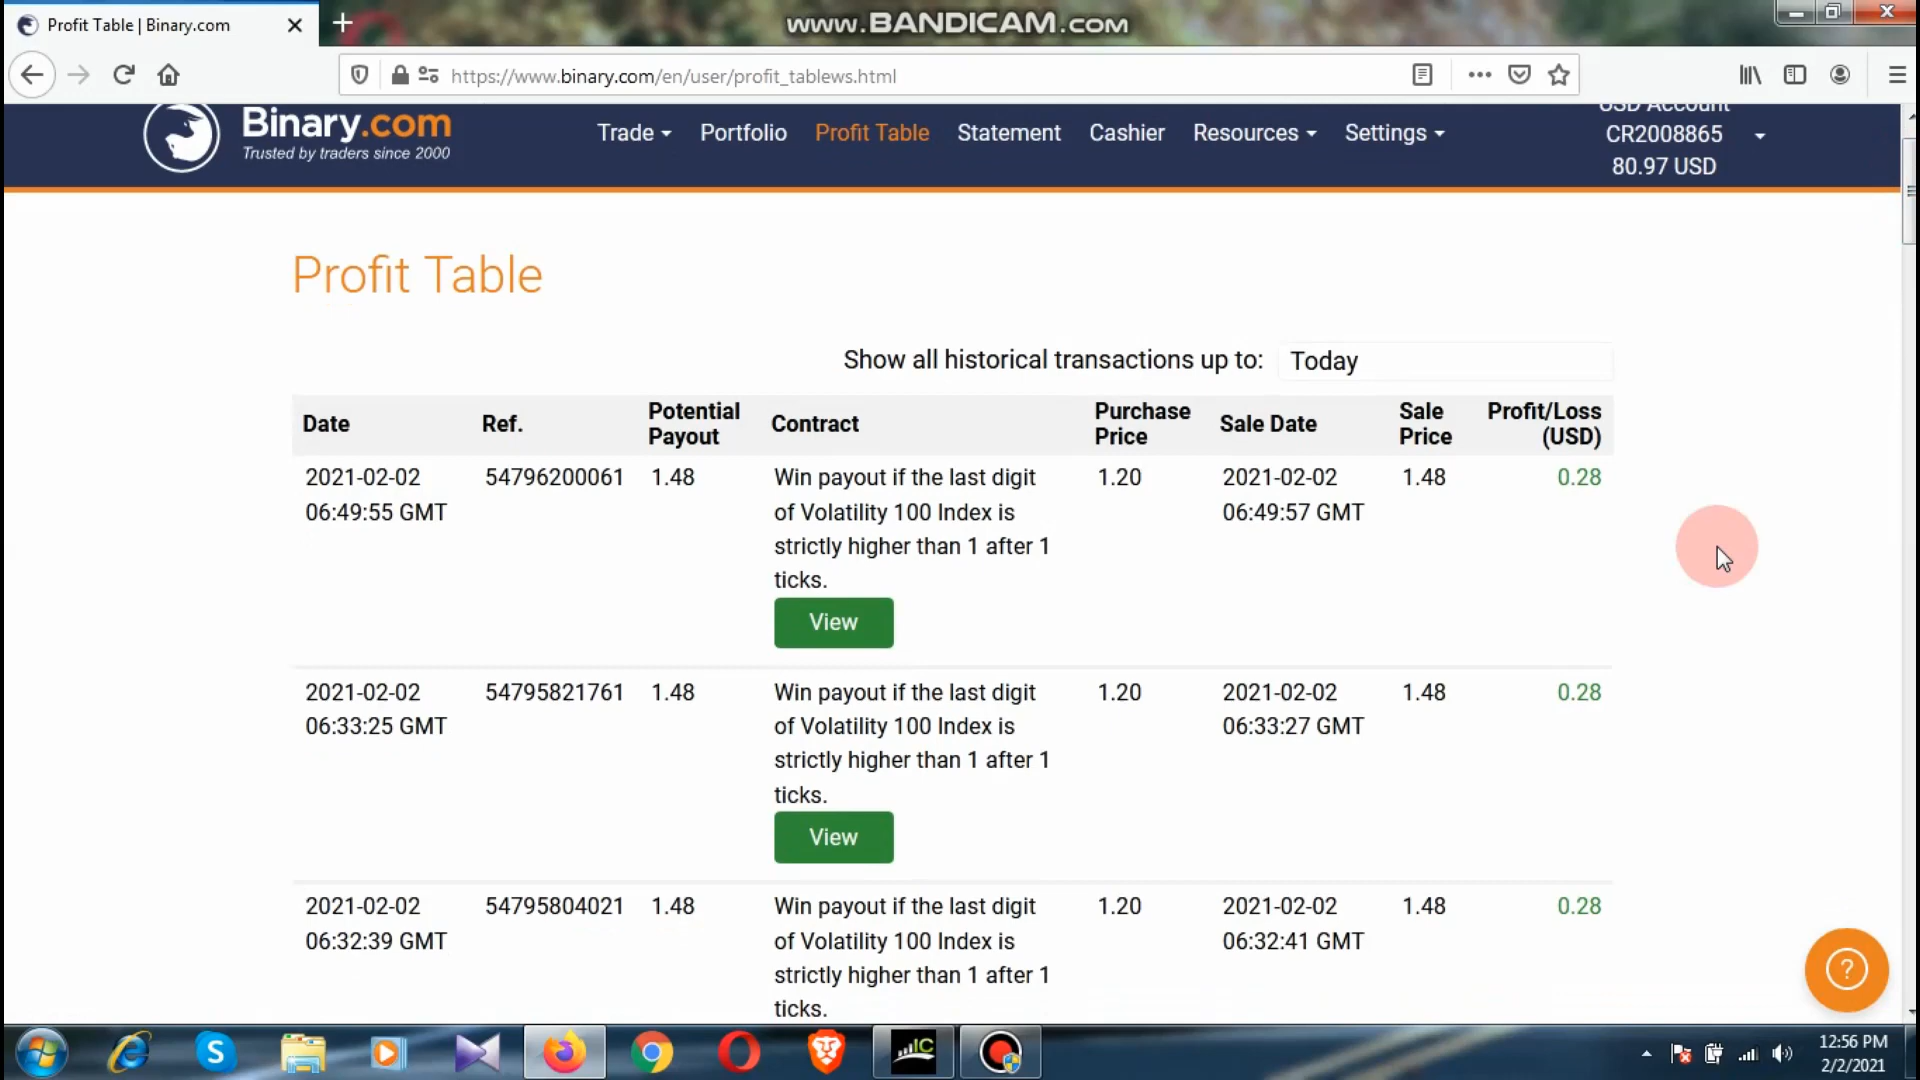 Profit Table | Binary.com
www.BANDICAM.com
https://www.binary.com/en/user/profit_tablews.html
Binary.com
Trusted by traders since 2000
Trade Portfolio Profit Table Statement Cashier Resources Settings
USD Account
CR2008865
80.97 USD
Profit Table
Show all historical transactions up to: Today
Date Ref. Potential Payout Contract Purchase Price Sale Date Sale Price Profit/Loss (USD)
2021-02-02 54796200061 1.48 Win payout if the last digit 1.20 2021-02-02 1.48 0.28
06:49:55 GMT of Volatility 100 Index is 06:49:57 GMT
strictly higher than 1 after 1
ticks.
View
2021-02-02 54795821761 1.48 Win payout if the last digit 1.20 2021-02-02 1.48 0.28
06:33:25 GMT of Volatility 100 Index is 06:33:27 GMT
strictly higher than 1 after 1
ticks.
View
2021-02-02 54795804021 1.48 Win payout if the last digit 1.20 2021-02-02 1.48 0.28
06:32:39 GMT of Volatility 100 Index is 06:32:41 GMT
strictly higher than 1 after 1
ticks.
?
IC
12:56 PM
2/2/2021